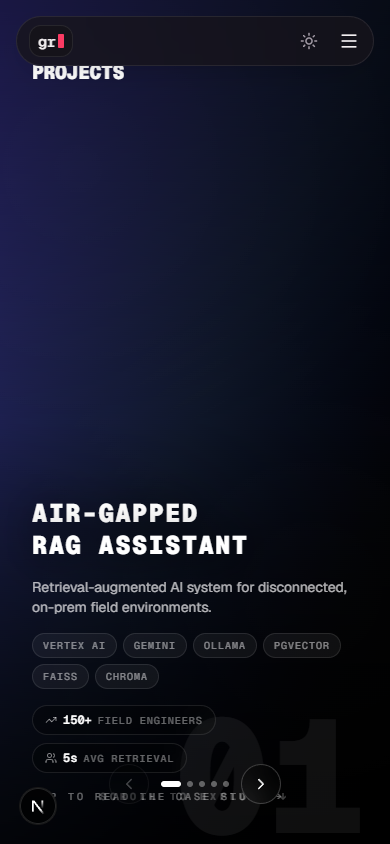 gr
PROJECTS
AIR-GAPPED
RAG ASSISTANT
Retrieval-augmented AI system for disconnected,
on-prem field environments.
VERTEX AI GEMINI OLLAMA PGVECTOR
FAISS CHROMA
150+ FIELD ENGINEERS
5s AVG RETRIEVAL
01
N